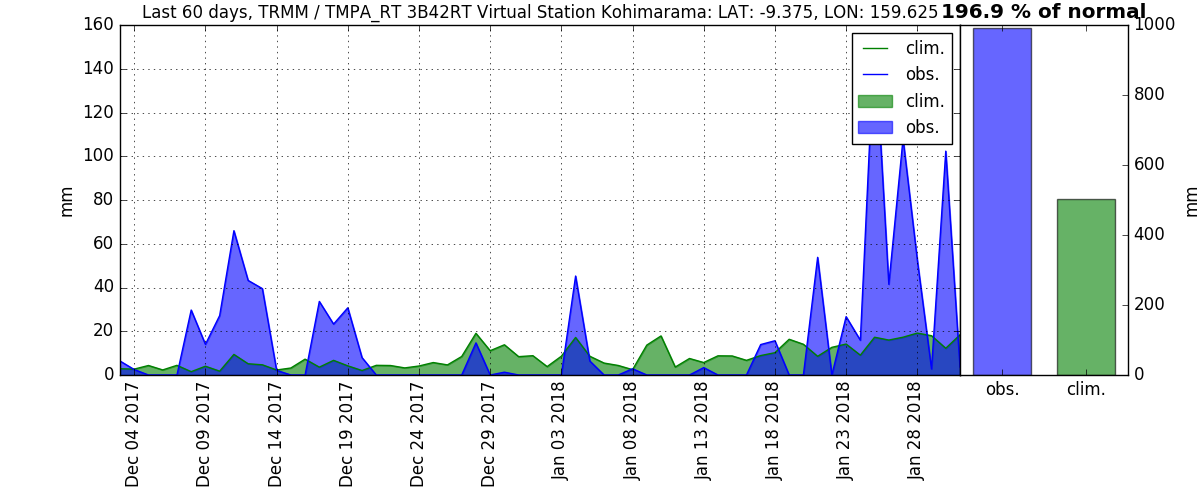 Last 60 days, TRMM / TMPA_RT 3B42RT Virtual Station Kohimarama: LAT: -9.375, LON: 159.625
196.9 % of normal
160
140
120
100
80
60
40
20
0
mm
clim.
obs.
clim.
obs.
1000
800
600
400
200
0
mm
Dec 04 2017
Dec 09 2017
Dec 14 2017
Dec 19 2017
Dec 24 2017
Dec 29 2017
Jan 03 2018
Jan 08 2018
Jan 13 2018
Jan 18 2018
Jan 23 2018
Jan 28 2018
obs.
clim.